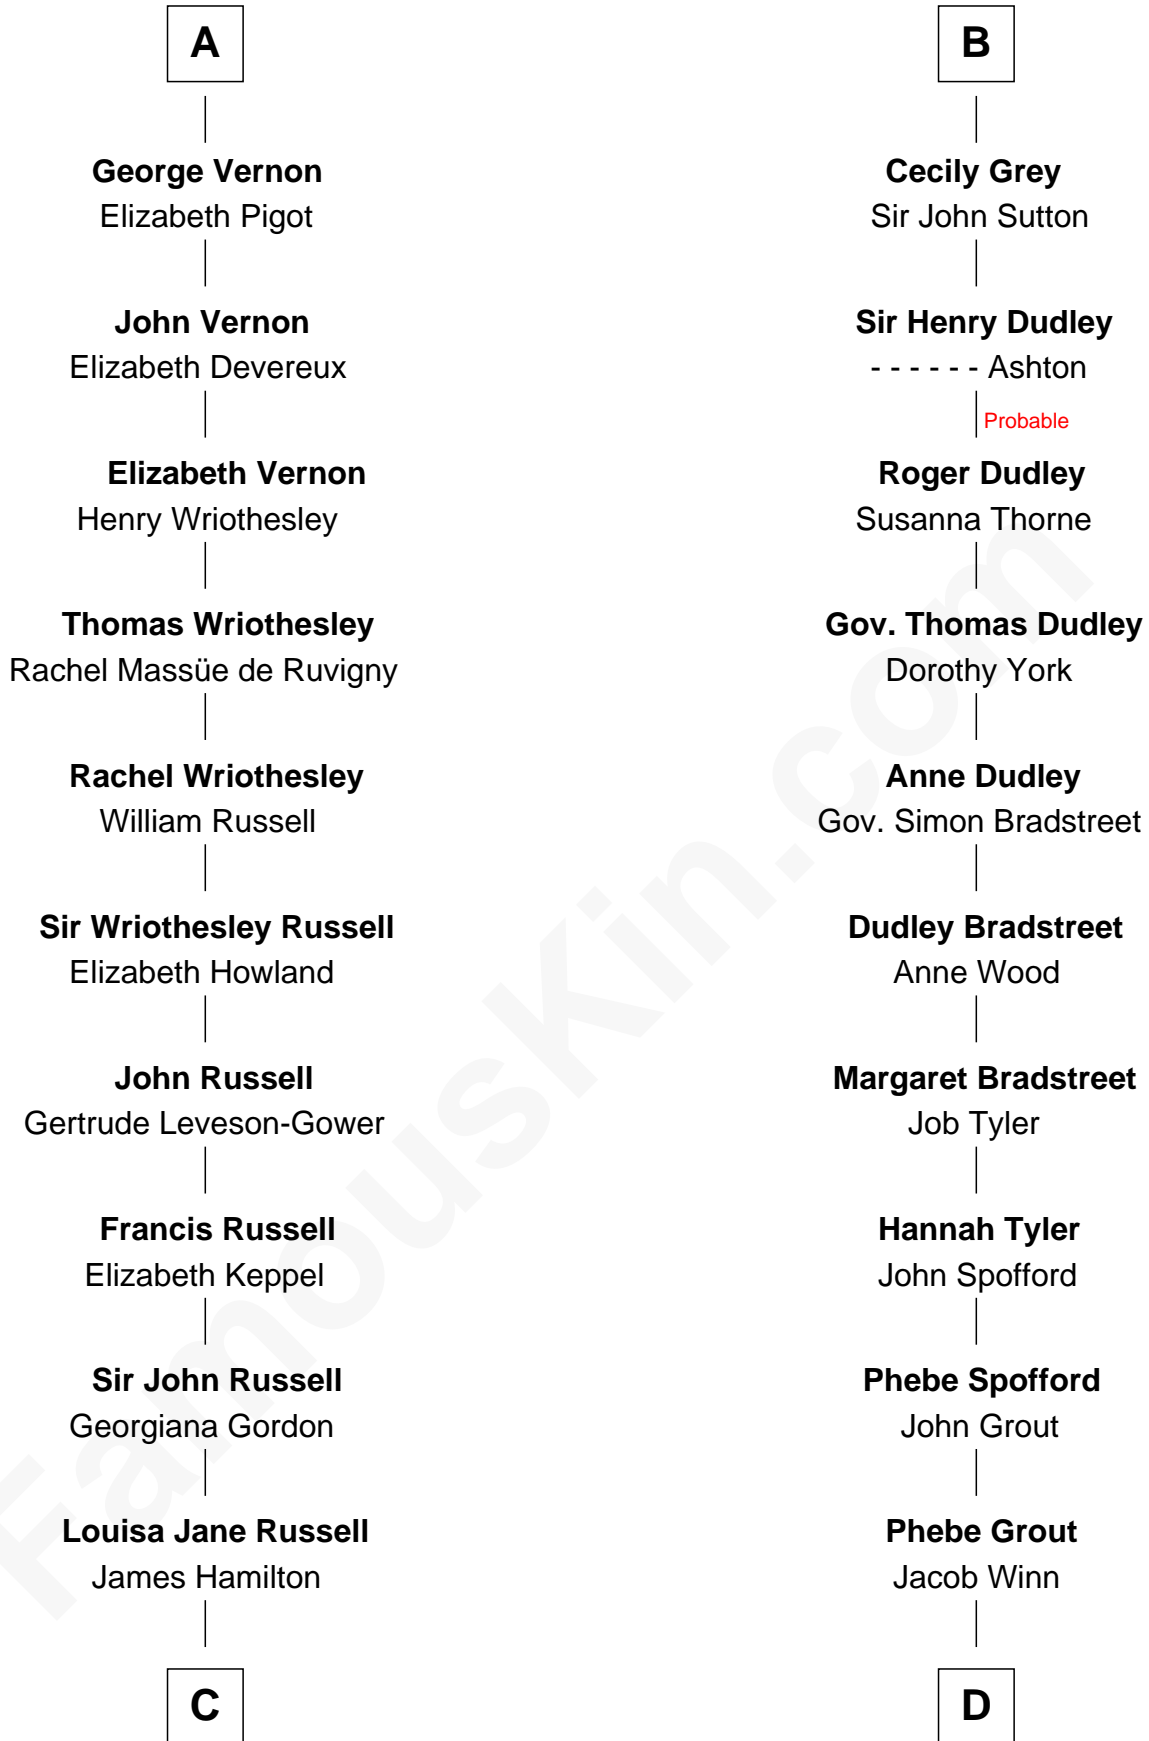 A
George Vernon
Elizabeth Pigot
John Vernon
Elizabeth Devereux
Elizabeth Vernon
Henry Wriothesley
Thomas Wriothesley
Rachel Massüe de Ruvigny
Rachel Wriothesley
William Russell
Sir Wriothesley Russell
Elizabeth Howland
John Russell
Gertrude Leveson-Gower
Francis Russell
Elizabeth Keppel
Sir John Russell
Georgiana Gordon
Louisa Jane Russell
James Hamilton
C
B
Cecily Grey
Sir John Sutton
Sir Henry Dudley
- - - - - - Ashton
Probable
Roger Dudley
Susanna Thorne
Gov. Thomas Dudley
Dorothy York
Anne Dudley
Gov. Simon Bradstreet
Dudley Bradstreet
Anne Wood
Margaret Bradstreet
Job Tyler
Hannah Tyler
John Spofford
Phebe Spofford
John Grout
Phebe Grout
Jacob Winn
D
FamousKin.com